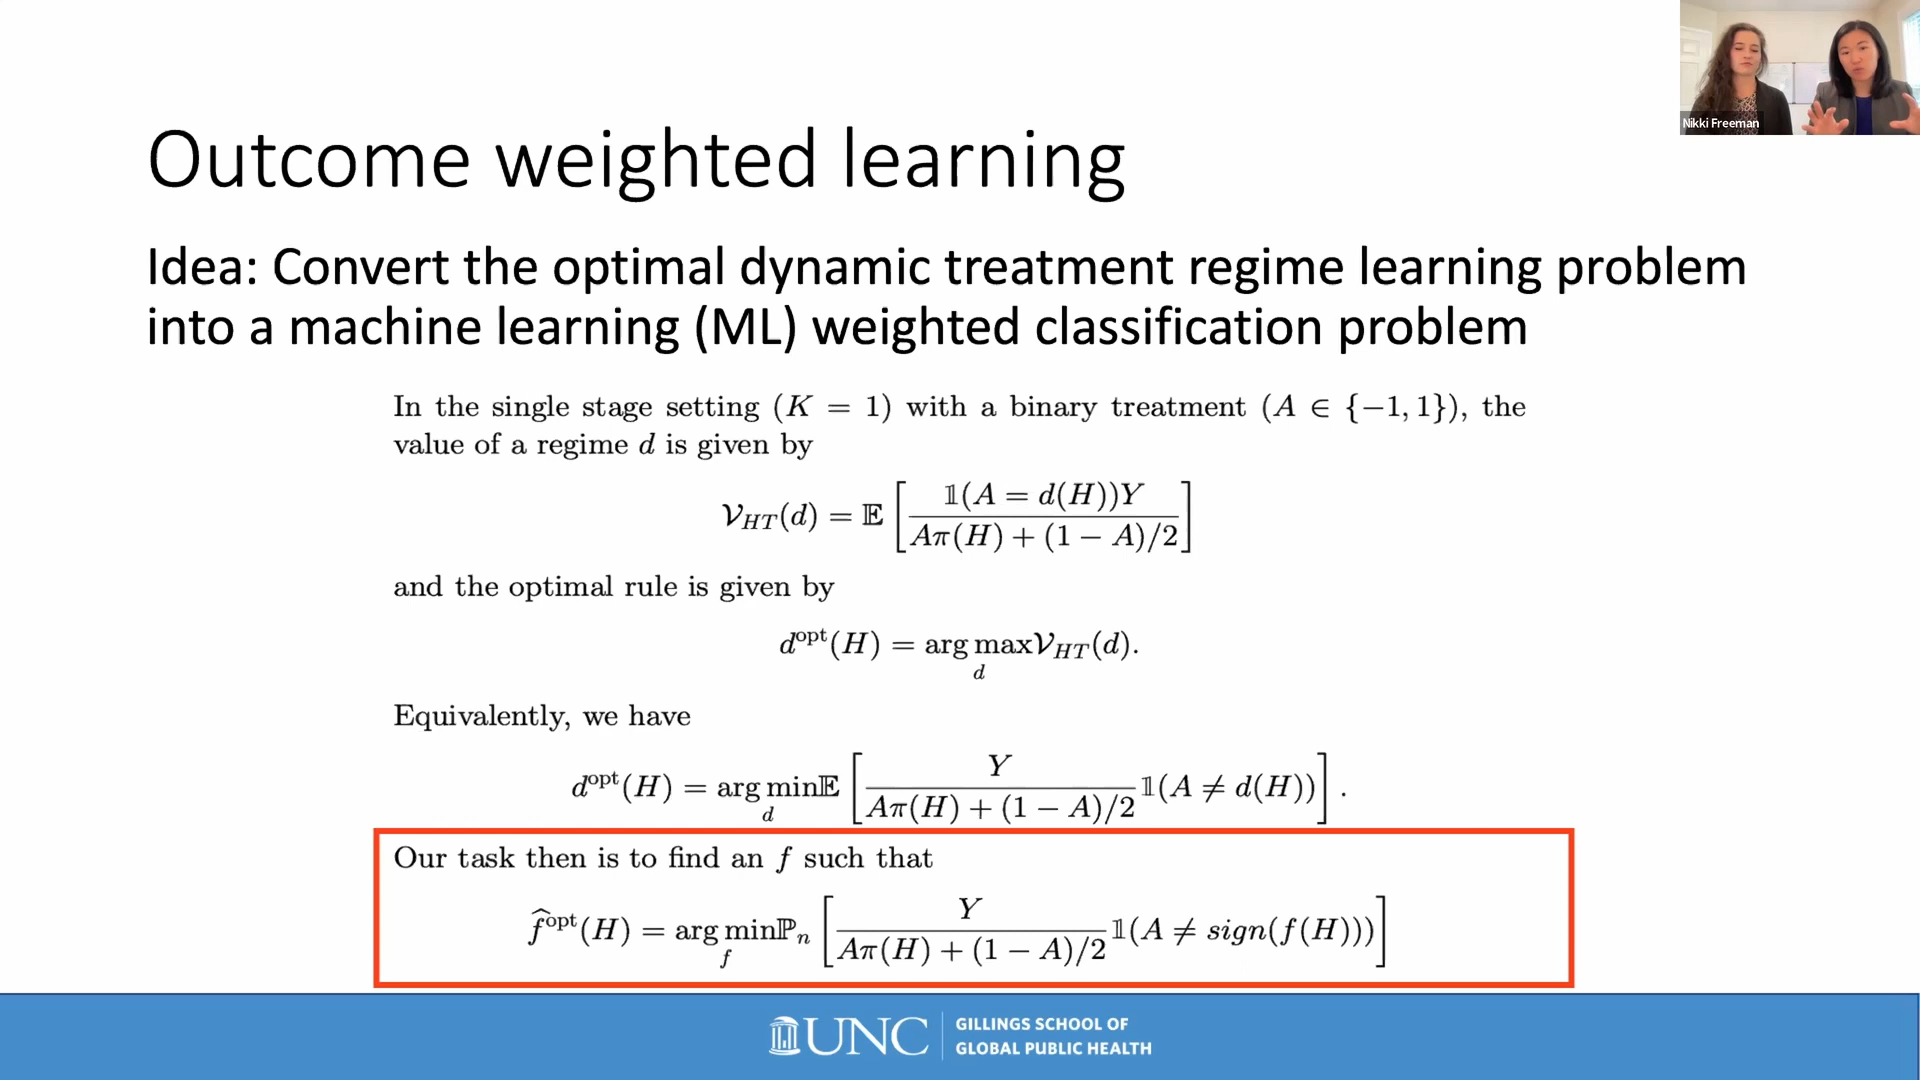 Nikki Freeman
Outcome weighted learning
Idea: Convert the optimal dynamic treatment regime learning problem
into a machine learning (ML) weighted classification problem
In the single stage setting (K = 1) with a binary treatment (A ∈ {−1, 1}), the
value of a regime d is given by
𝒱_{HT}(d) = 𝔼 [ 𝟙(A = d(H))Y / Aπ(H) + (1 − A)/2 ]
and the optimal rule is given by
d^{opt}(H) = arg max_d 𝒱_{HT}(d).
Equivalently, we have
d^{opt}(H) = arg min_d 𝔼 [ Y / Aπ(H) + (1 − A)/2 𝟙(A ≠ d(H)) ] .
Our task then is to find an f such that
f̂^{opt}(H) = arg min_f ℙ_n [ Y / Aπ(H) + (1 − A)/2 𝟙(A ≠ sign(f(H))) ]
UNC
GILLINGS SCHOOL OF
GLOBAL PUBLIC HEALTH